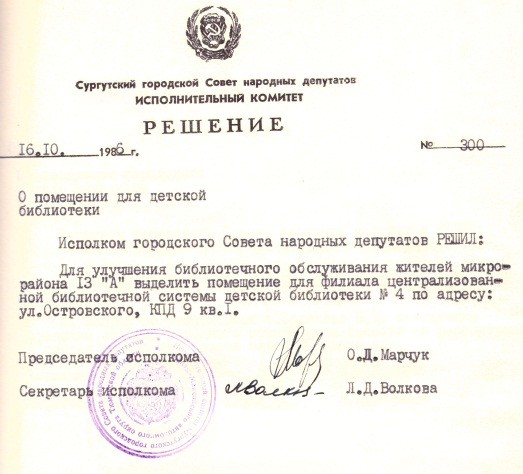 Сургутский городской Совет народных депутатов
ИСПОЛНИТЕЛЬНЫЙ КОМИТЕТ
РЕШЕНИЕ
16.10. 1986 г. № 300
О помещении для детской
библиотеки
Исполком городского Совета народных депутатов РЕШИЛ:
Для улучшения библиотечного обслуживания жителей микро-
района 13 "А" выделить помещение для филиала централизован-
ной библиотечной системы детской библиотеки № 4 по адресу:
ул.Островского, КПД 9 кв.1.
Председатель исполкома О.Д.Марчук
Секретарь исполкома Л.Д.Волкова